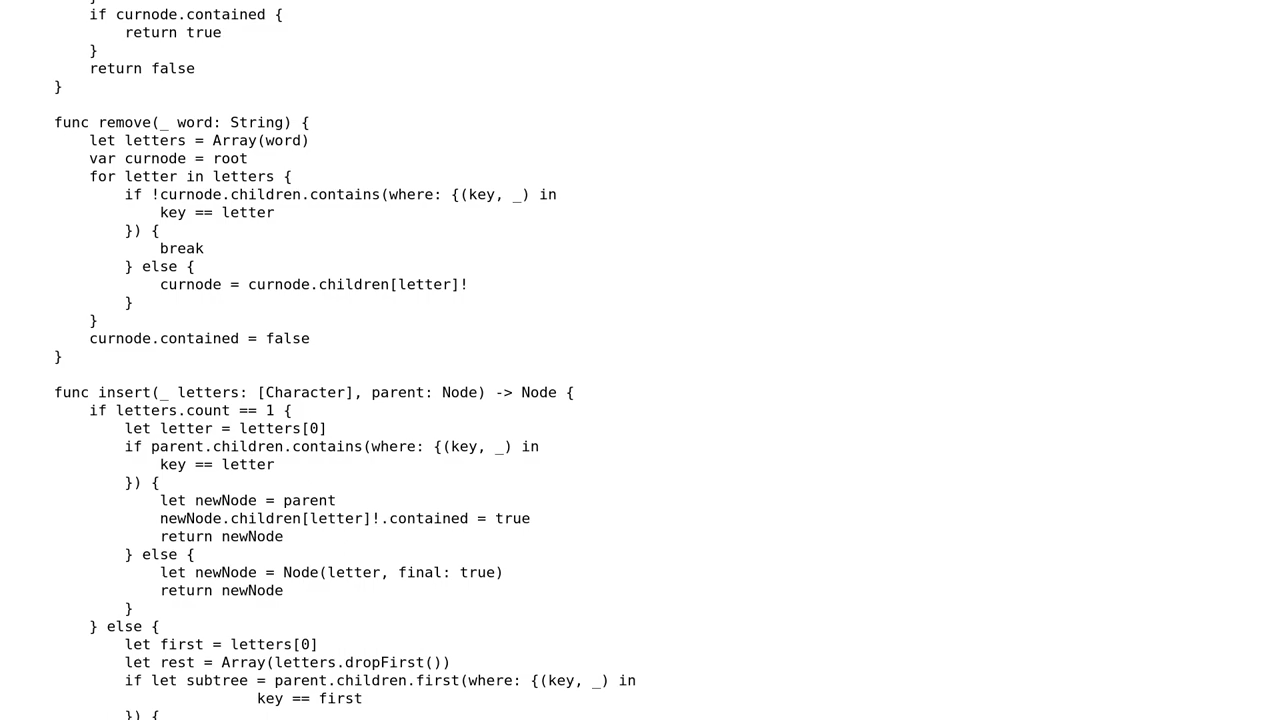 }
if curnode.contained {
return true
}
return false
}
func remove(_ word: String) {
let letters = Array(word)
var curnode = root
for letter in letters {
if !curnode.children.contains(where: {(key, _) in
key == letter
}) {
break
} else {
curnode = curnode.children[letter]!
}
}
curnode.contained = false
}
func insert(_ letters: [Character], parent: Node) -> Node {
if letters.count == 1 {
let letter = letters[0]
if parent.children.contains(where: {(key, _) in
key == letter
}) {
let newNode = parent
newNode.children[letter]!.contained = true
return newNode
} else {
let newNode = Node(letter, final: true)
return newNode
}
} else {
let first = letters[0]
let rest = Array(letters.dropFirst())
if let subtree = parent.children.first(where: {(key, _) in
key == first
}) {